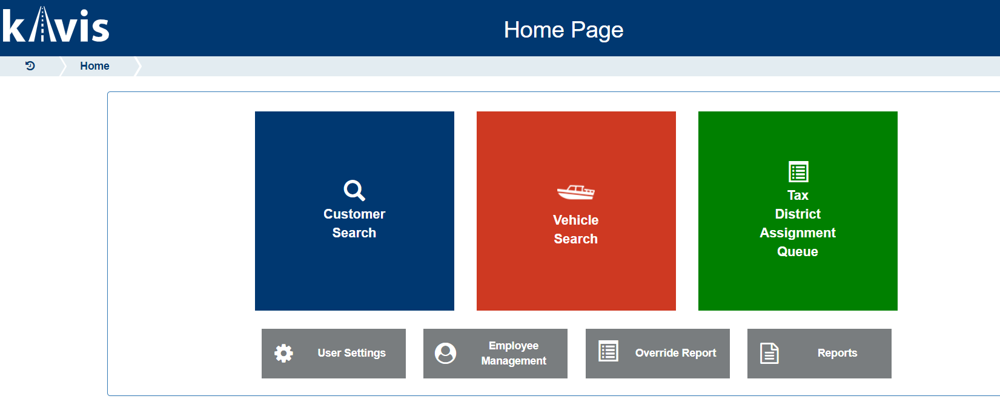 kavis
Home Page
Home
Customer
Search
Vehicle
Search
Tax
District
Assignment
Queue
User Settings
Employee
Management
Override Report
Reports